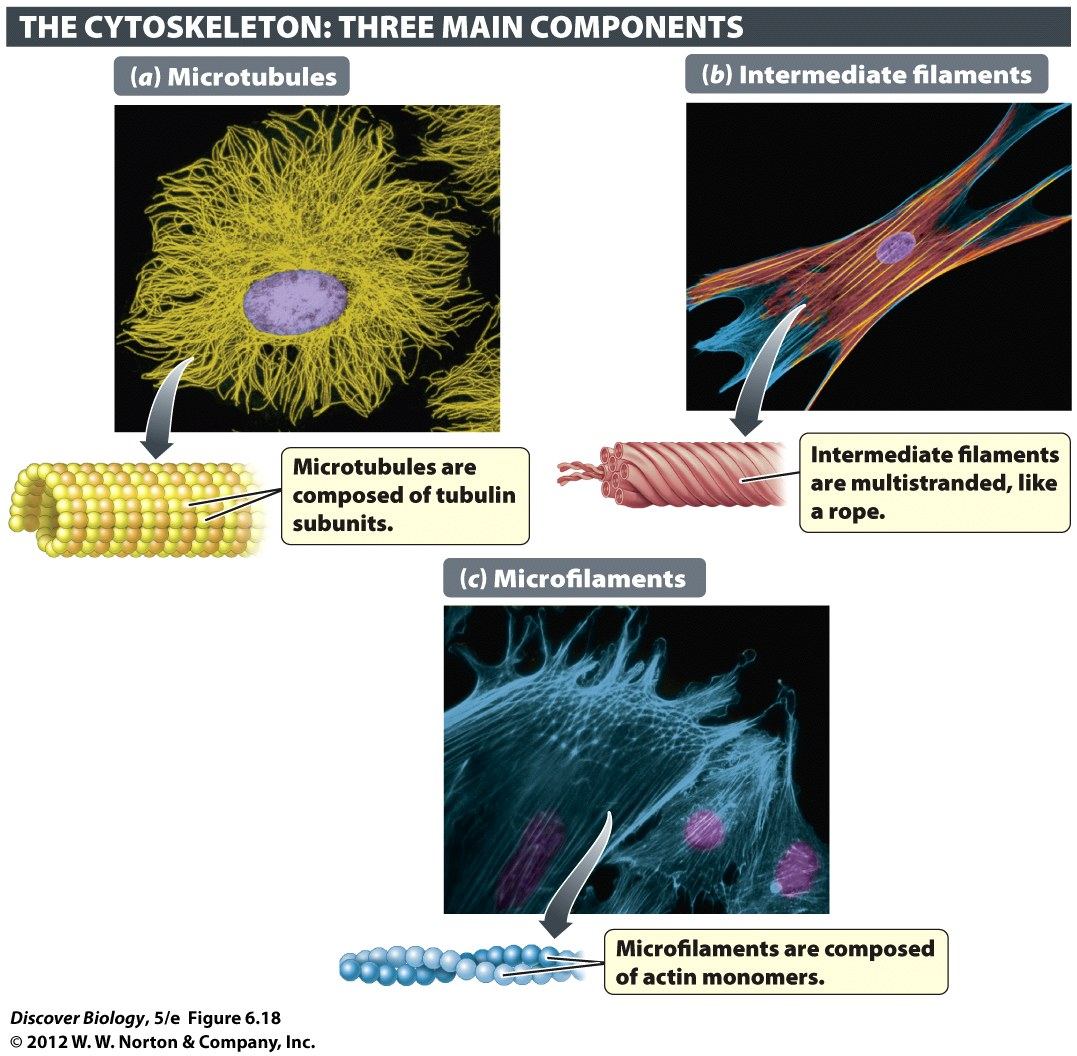 THE CYTOSKELETON: THREE MAIN COMPONENTS
(a) Microtubules
(b) Intermediate filaments
Microtubules are
composed of tubulin
subunits.
Intermediate filaments
are multistranded, like
a rope.
(c) Microfilaments
Microfilaments are composed
of actin monomers.
Discover Biology, 5/e Figure 6.18
© 2012 W. W. Norton & Company, Inc.